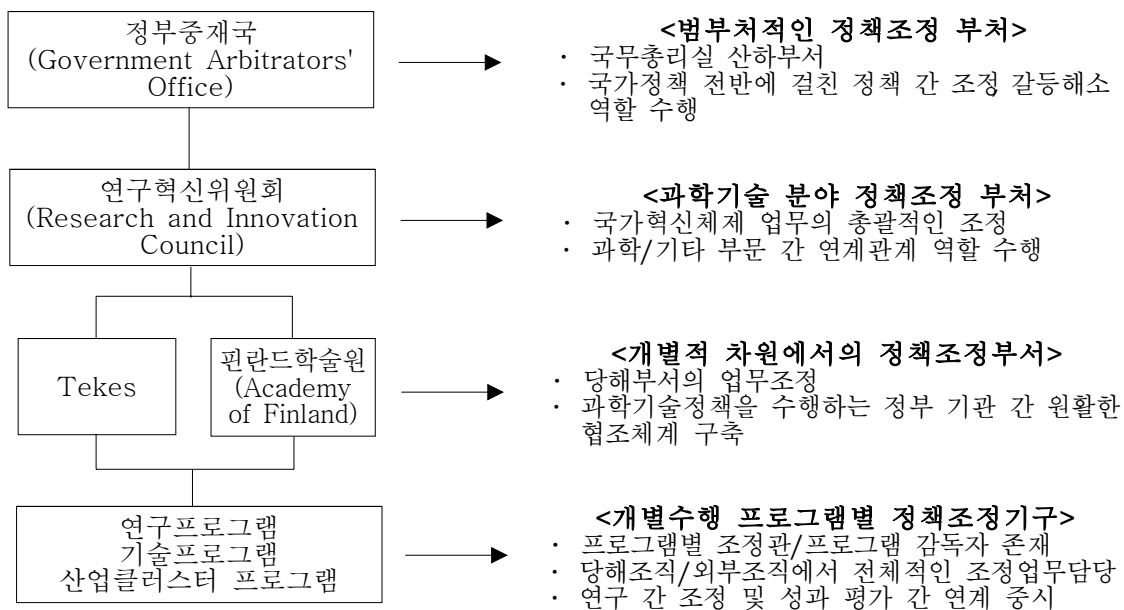 정부중재국
(Government Arbitrators'
Office)
<범부처적인 정책조정 부처>
· 국무총리실 산하부서
· 국가정책 전반에 걸친 정책 간 조정, 갈등해소
역할 수행
연구혁신위원회
(Research and Innovation
Council)
<과학기술 분야 정책조정 부처>
· 국가혁신체제 업무의 총괄적인 조정
· 과학/기타 부문 간 연계관계 역할 수행
Tekes
핀란드학술원
(Academy
of Finland)
<개별적 차원에서의 정책조정부서>
· 당해부서의 업무조정
· 과학기술정책을 수행하는 정부 기관 간 원활한
협조체계 구축
연구프로그램
기술프로그램
산업클러스터 프로그램
<개별수행 프로그램별 정책조정기구>
· 프로그램별 조정관/프로그램 감독자 존재
· 당해조직/외부조직에서 전체적인 조정업무담당
· 연구 간 조정 및 성과 평가 간 연계 중시